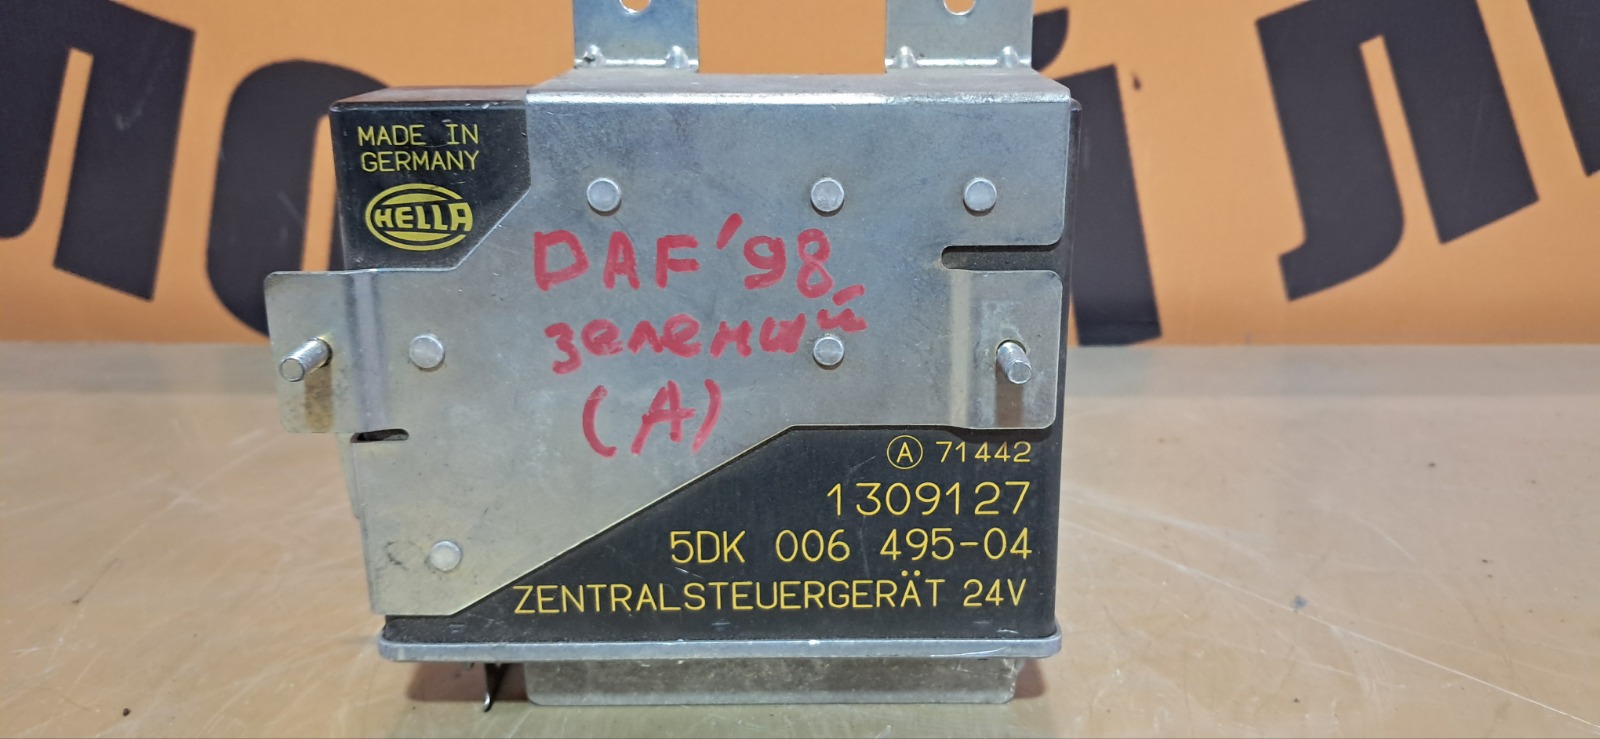 MADE IN
GERMANY
HELLA
DAF '98
зелений
(A)
Ⓐ 71442
1309127
5DK 006 495-04
ZENTRALSTEUERGERÄT 24V